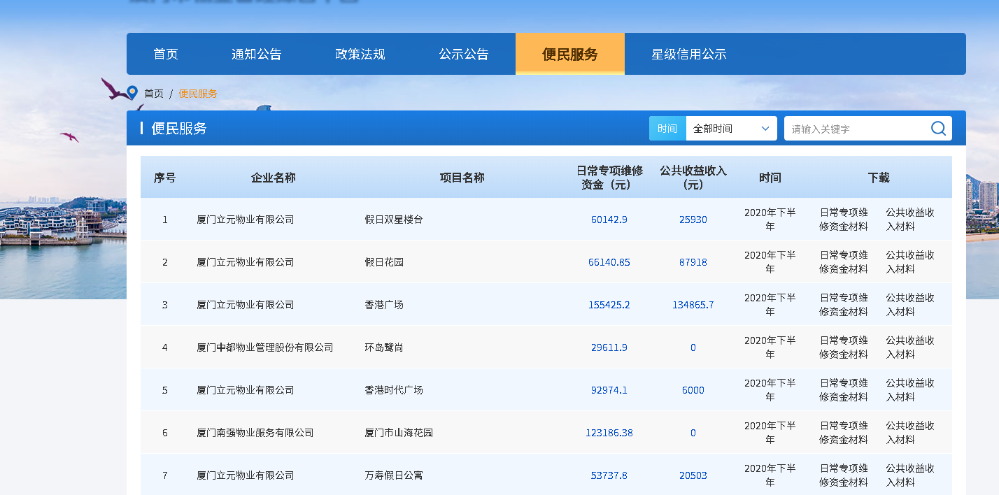 首页 通知公告 政策法规 公示公告 便民服务 星级信用公示
首页 / 便民服务
便民服务 时间 全部时间 请输入关键字
序号 企业名称 项目名称 日常专项维修资金（元） 公共收益收入（元） 时间 下载
1 厦门立元物业有限公司 假日双星楼台 60142.9 25930 2020年下半年 日常专项维修资金材料 公共收益收入材料
2 厦门立元物业有限公司 假日花园 66140.85 87918 2020年下半年 日常专项维修资金材料 公共收益收入材料
3 厦门立元物业有限公司 香港广场 155425.2 134865.7 2020年下半年 日常专项维修资金材料 公共收益收入材料
4 厦门中都物业管理股份有限公司 环岛鹭尚 29611.9 0 2020年下半年 日常专项维修资金材料 公共收益收入材料
5 厦门立元物业有限公司 香港时代广场 92974.1 6000 2020年下半年 日常专项维修资金材料 公共收益收入材料
6 厦门南强物业服务有限公司 厦门市山海花园 123186.38 0 2020年下半年 日常专项维修资金材料 公共收益收入材料
7 厦门立元物业有限公司 万寿假日公寓 53737.8 20503 2020年下半年 日常专项维修资金材料 公共收益收入材料